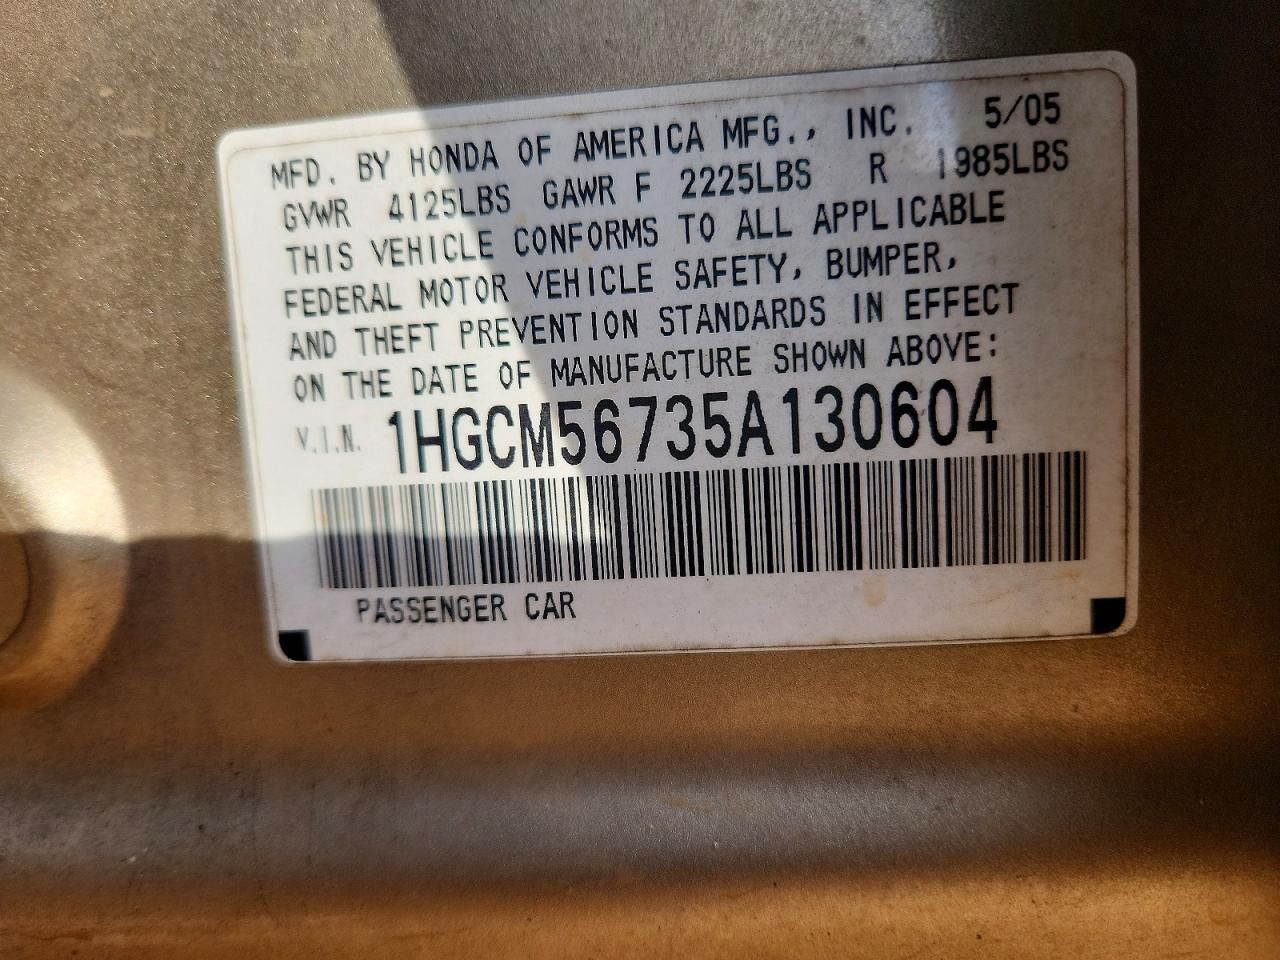 MFD. BY HONDA OF AMERICA MFG., INC. 5/05
GVWR 4125LBS GAWR F 2225LBS R 1985LBS
THIS VEHICLE CONFORMS TO ALL APPLICABLE
FEDERAL MOTOR VEHICLE SAFETY, BUMPER,
AND THEFT PREVENTION STANDARDS IN EFFECT
ON THE DATE OF MANUFACTURE SHOWN ABOVE:
V.I.N. 1HGCM56735A130604
PASSENGER CAR